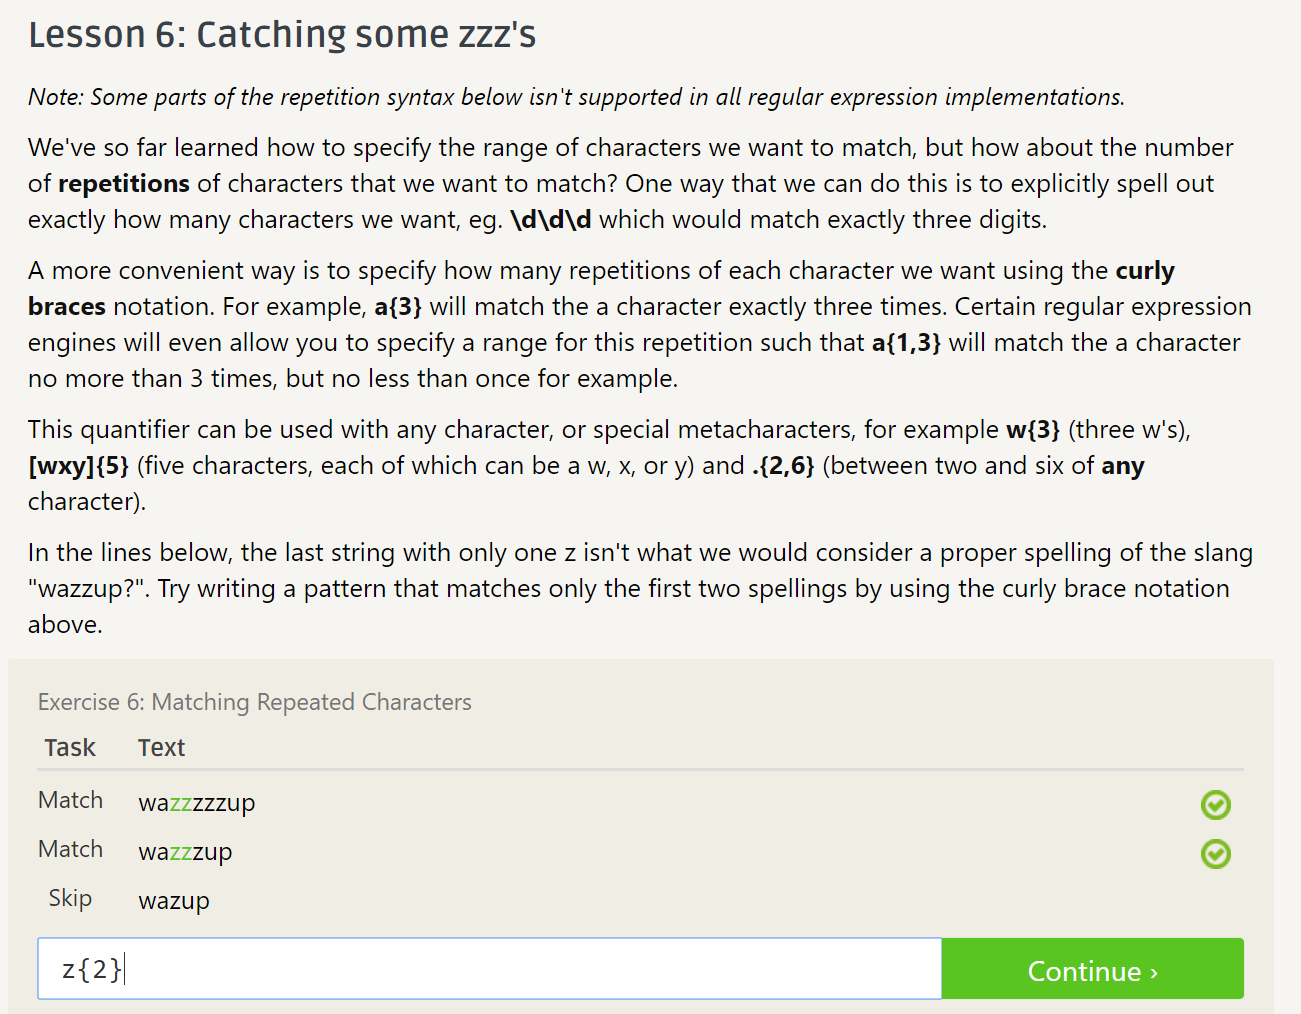 Lesson 6: Catching some zzz's
Note: Some parts of the repetition syntax below isn't supported in all regular expression implementations.
We've so far learned how to specify the range of characters we want to match, but how about the number
of repetitions of characters that we want to match? One way that we can do this is to explicitly spell out
exactly how many characters we want, eg. \d\d\d which would match exactly three digits.
A more convenient way is to specify how many repetitions of each character we want using the curly
braces notation. For example, a{3} will match the a character exactly three times. Certain regular expression
engines will even allow you to specify a range for this repetition such that a{1,3} will match the a character
no more than 3 times, but no less than once for example.
This quantifier can be used with any character, or special metacharacters, for example w{3} (three w's),
[wxy]{5} (five characters, each of which can be a w, x, or y) and .{2,6} (between two and six of any
character).
In the lines below, the last string with only one z isn't what we would consider a proper spelling of the slang
"wazzup?". Try writing a pattern that matches only the first two spellings by using the curly brace notation
above.
Exercise 6: Matching Repeated Characters
Task Text
Match wazzzzzup
Match wazzzup
Skip wazup
z{2}
Continue ›